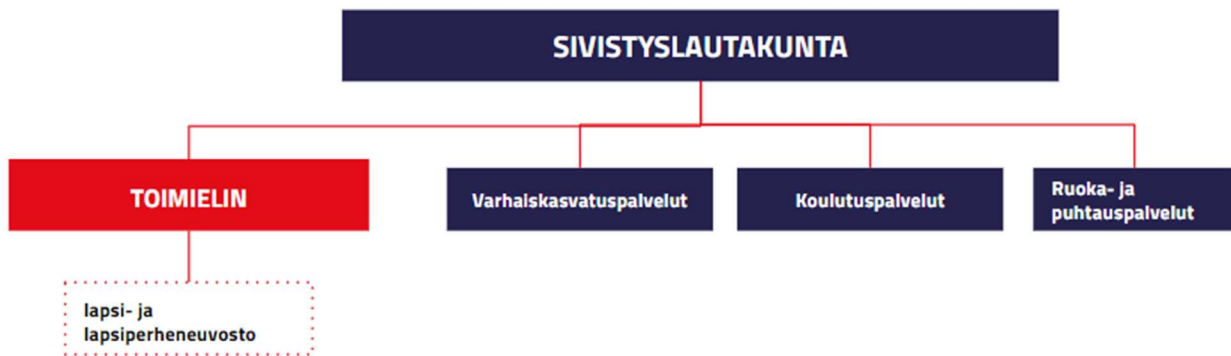 SIVISTYSLAUTAKUNTA
TOIMIELIN
Varhaiskasvatuspalvelut
Koulutuspalvelut
Ruoka- ja
puhtauspalvelut
lapsi- ja
lapsiperheneuvosto